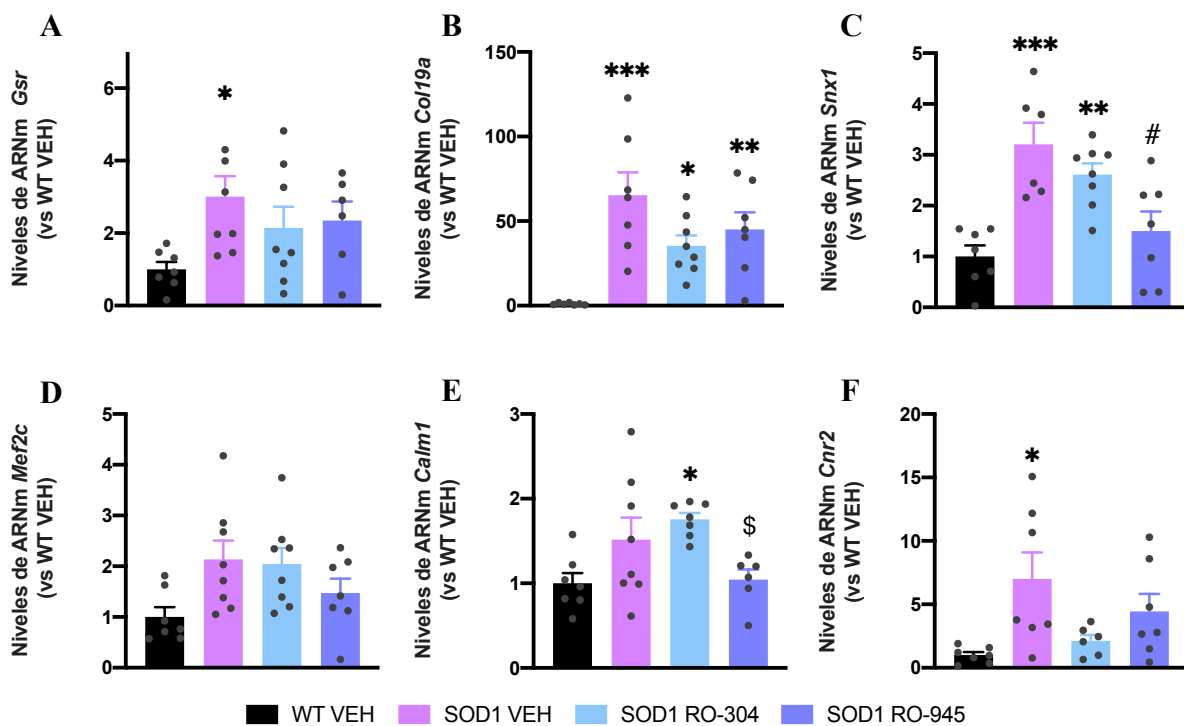 A
Niveles de ARNm Gsr
(vs WT VEH)
6
4
2
0
*
B
Niveles de ARNm Col19a
(vs WT VEH)
150
100
50
0
***
*
**
C
Niveles de ARNm Snx1
(vs WT VEH)
5
4
3
2
1
0
***
**
#
D
Niveles de ARNm Mef2c
(vs WT VEH)
5
4
3
2
1
0
E
Niveles de ARNm Calm1
(vs WT VEH)
3
2
1
0
*
$
F
Niveles de ARNm Cnr2
(vs WT VEH)
20
15
10
5
0
*
WT VEH SOD1 VEH SOD1 RO-304 SOD1 RO-945